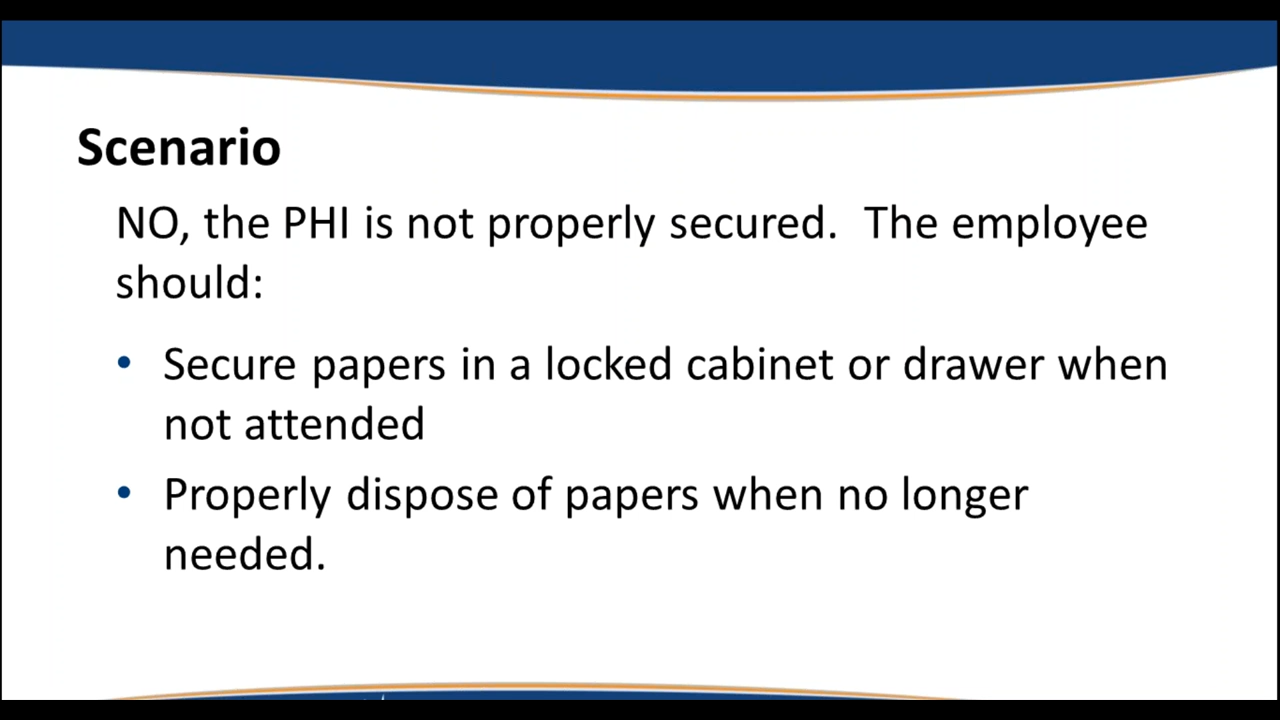 Scenario
NO, the PHI is not properly secured.  The employee
should:
• Secure papers in a locked cabinet or drawer when
not attended
• Properly dispose of papers when no longer
needed.